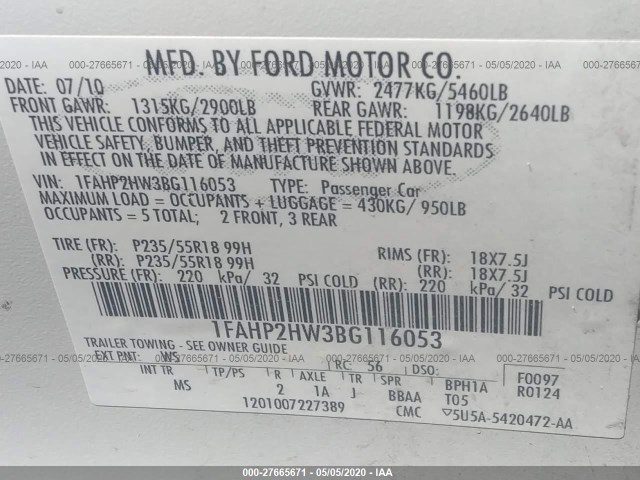 000-27665671 - 05/05/2020 - IAA
MFD. BY FORD MOTOR CO.
DATE: 07/10 GVWR: 2477KG/5460LB
FRONT GAWR: 1315KG/2900LB REAR GAWR: 1198KG/2640LB
THIS VEHICLE CONFORMS TO ALL APPLICABLE FEDERAL MOTOR
VEHICLE SAFETY, BUMPER, AND THEFT PREVENTION STANDARDS
IN EFFECT ON THE DATE OF MANUFACTURE SHOWN ABOVE.
VIN: 1FAHP2HW3BG116053 TYPE: Passenger Car
MAXIMUM LOAD = OCCUPANTS + LUGGAGE = 430KG/ 950LB
OCCUPANTS = 5 TOTAL; 2 FRONT, 3 REAR
TIRE (FR): P235/55R18 99H RIMS (FR): 18X7.5J
(RR): P235/55R18 99H (RR): 18X7.5J
PRESSURE (FR): 220 kPa/ 32 PSI COLD (RR): 220 kPa/ 32 PSI COLD
1FAHP2HW3BG116053
TRAILER TOWING - SEE OWNER GUIDE
EXT PNT: WS RC: 56 DSO: F0097
INT TR TP/PS R AXLE TR SPR BPH1A R0124
MS 2 1A J BBAA T05
1201007227389 CMC 5U5A-5420472-AA
000-27665671 - 05/05/2020 - IAA